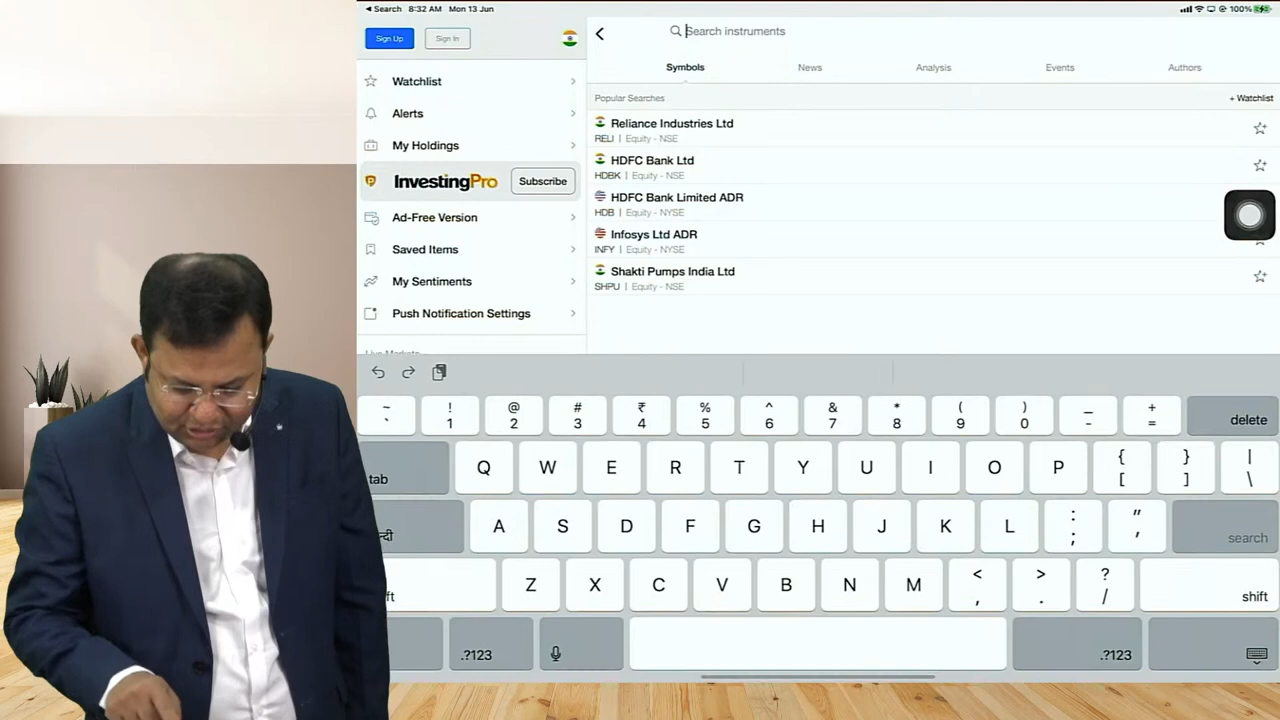 Search 8:32 AM Mon 13 Jun
100%
Sign Up Sign In
Search instruments
Symbols News Analysis Events Authors
Popular Searches + Watchlist
Reliance Industries Ltd
RELI | Equity - NSE
HDFC Bank Ltd
HDBK | Equity - NSE
HDFC Bank Limited ADR
HDB | Equity - NYSE
Infosys Ltd ADR
INFY | Equity - NYSE
Shakti Pumps India Ltd
SHPU | Equity - NSE
Watchlist
Alerts
My Holdings
InvestingPro Subscribe
Ad-Free Version
Saved Items
My Sentiments
Push Notification Settings
~ ! @ # ₹ % ^ & * ( ) _ +
` 1 2 3 4 5 6 7 8 9 0 - = delete
tab Q W E R T Y U I O P { [ } ] | \
A S D F G H J K L : ; " ' search
Z X C V B N M < , > . ? / shift
.?123 .?123